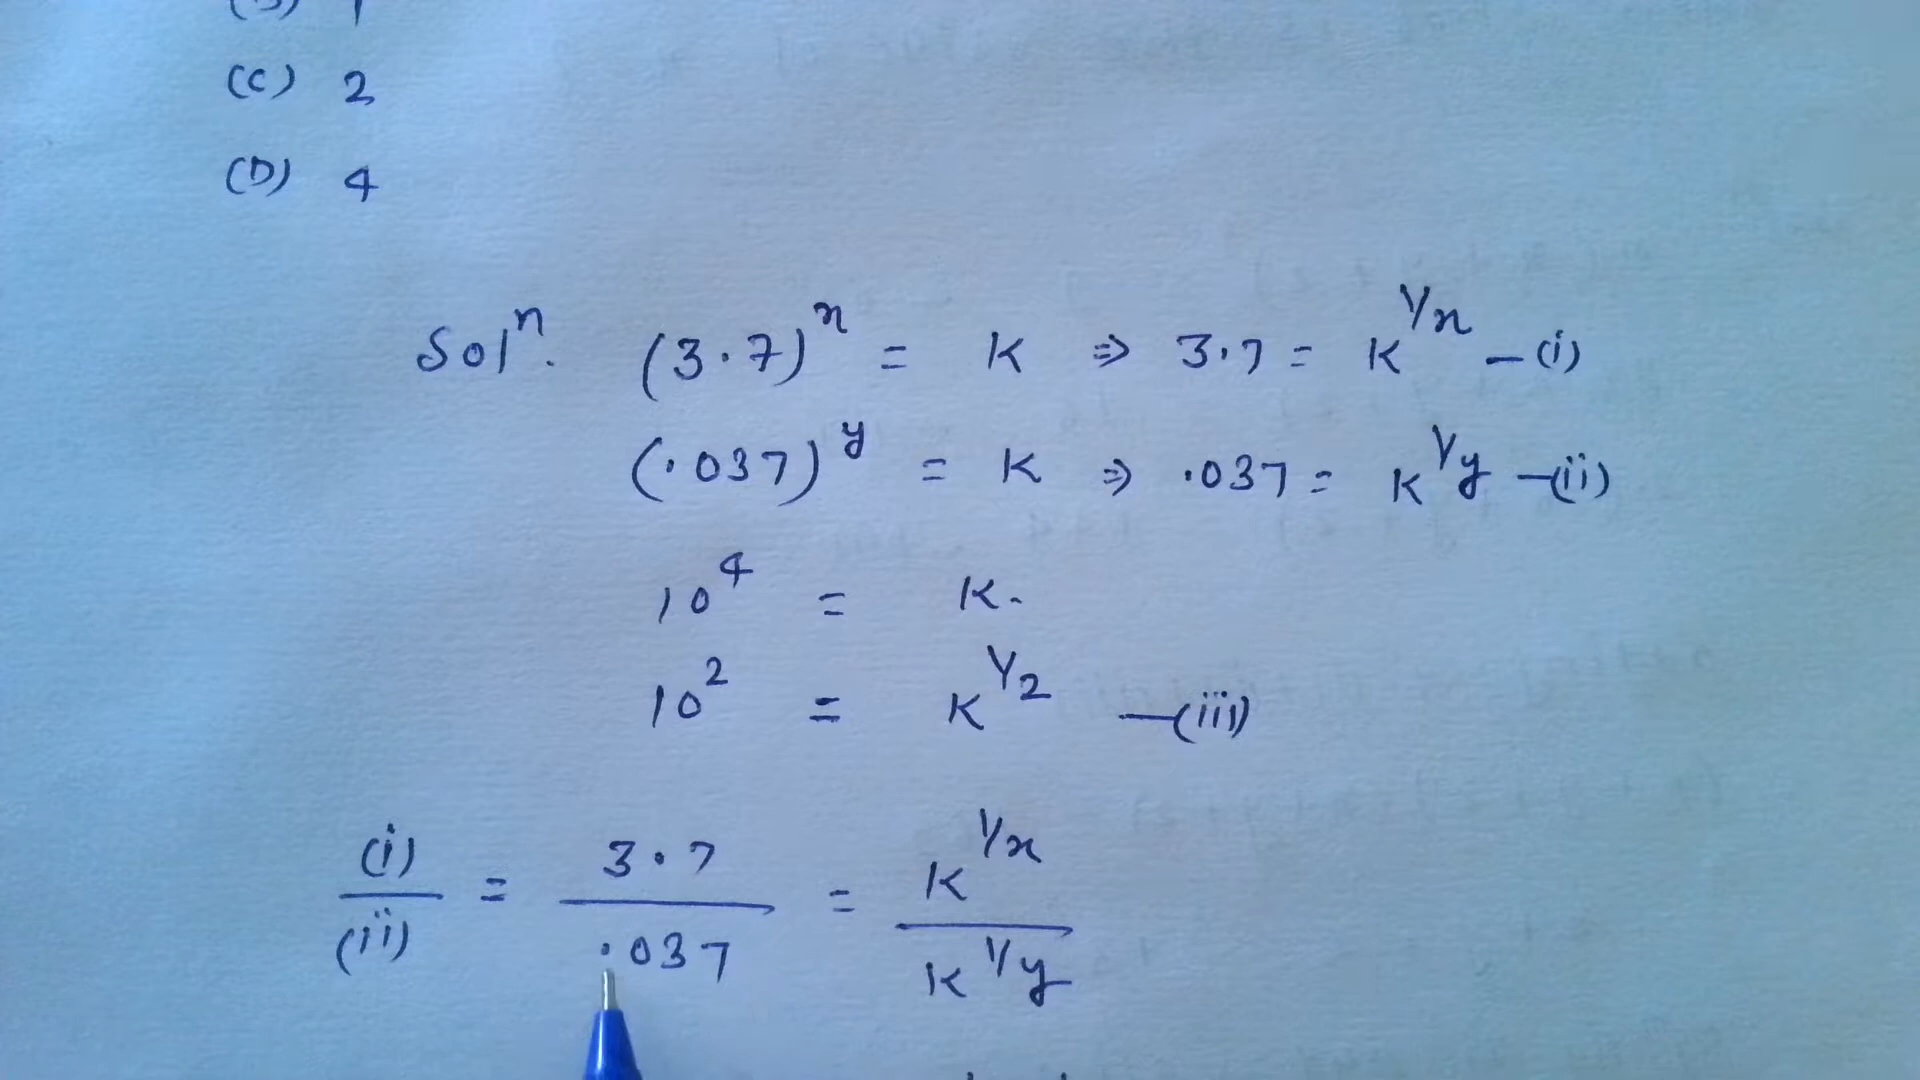 (C) 2
(D) 4
Solⁿ. (3.7)ˣ = K ⇒ 3.7 = K^(1/x) –(i)
(.037)^y = K ⇒ .037 = K^(1/y) –(ii)
10⁴ = K.
10² = K^(1/2) –(iii)
(i)/(ii) = 3.7/.037 = K^(1/x)/K^(1/y)